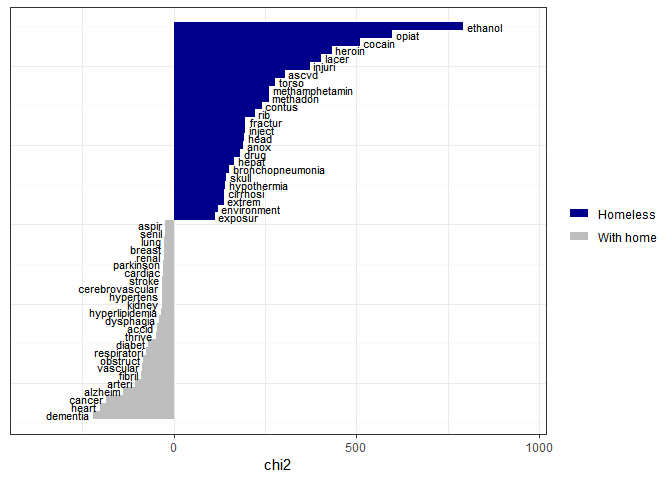 ethanol
opiat
cocain
heroin
lacer
injuri
ascvd
torso
methamphetamin
methadon
contus
rib
fractur
inject
head
anox
drug
hepat
bronchopneumonia
skull
hypothermia
cirrhosi
extrem
environment
exposur
Homeless
With home
aspir
senil
lung
breast
renal
parkinson
cardiac
stroke
cerebrovascular
hypertens
kidney
hyperlipidemia
dysphagia
accid
thrive
diabet
respiratori
obstruct
vascular
fibril
arteri
alzheim
cancer
heart
dementia
0 500 1000
chi2